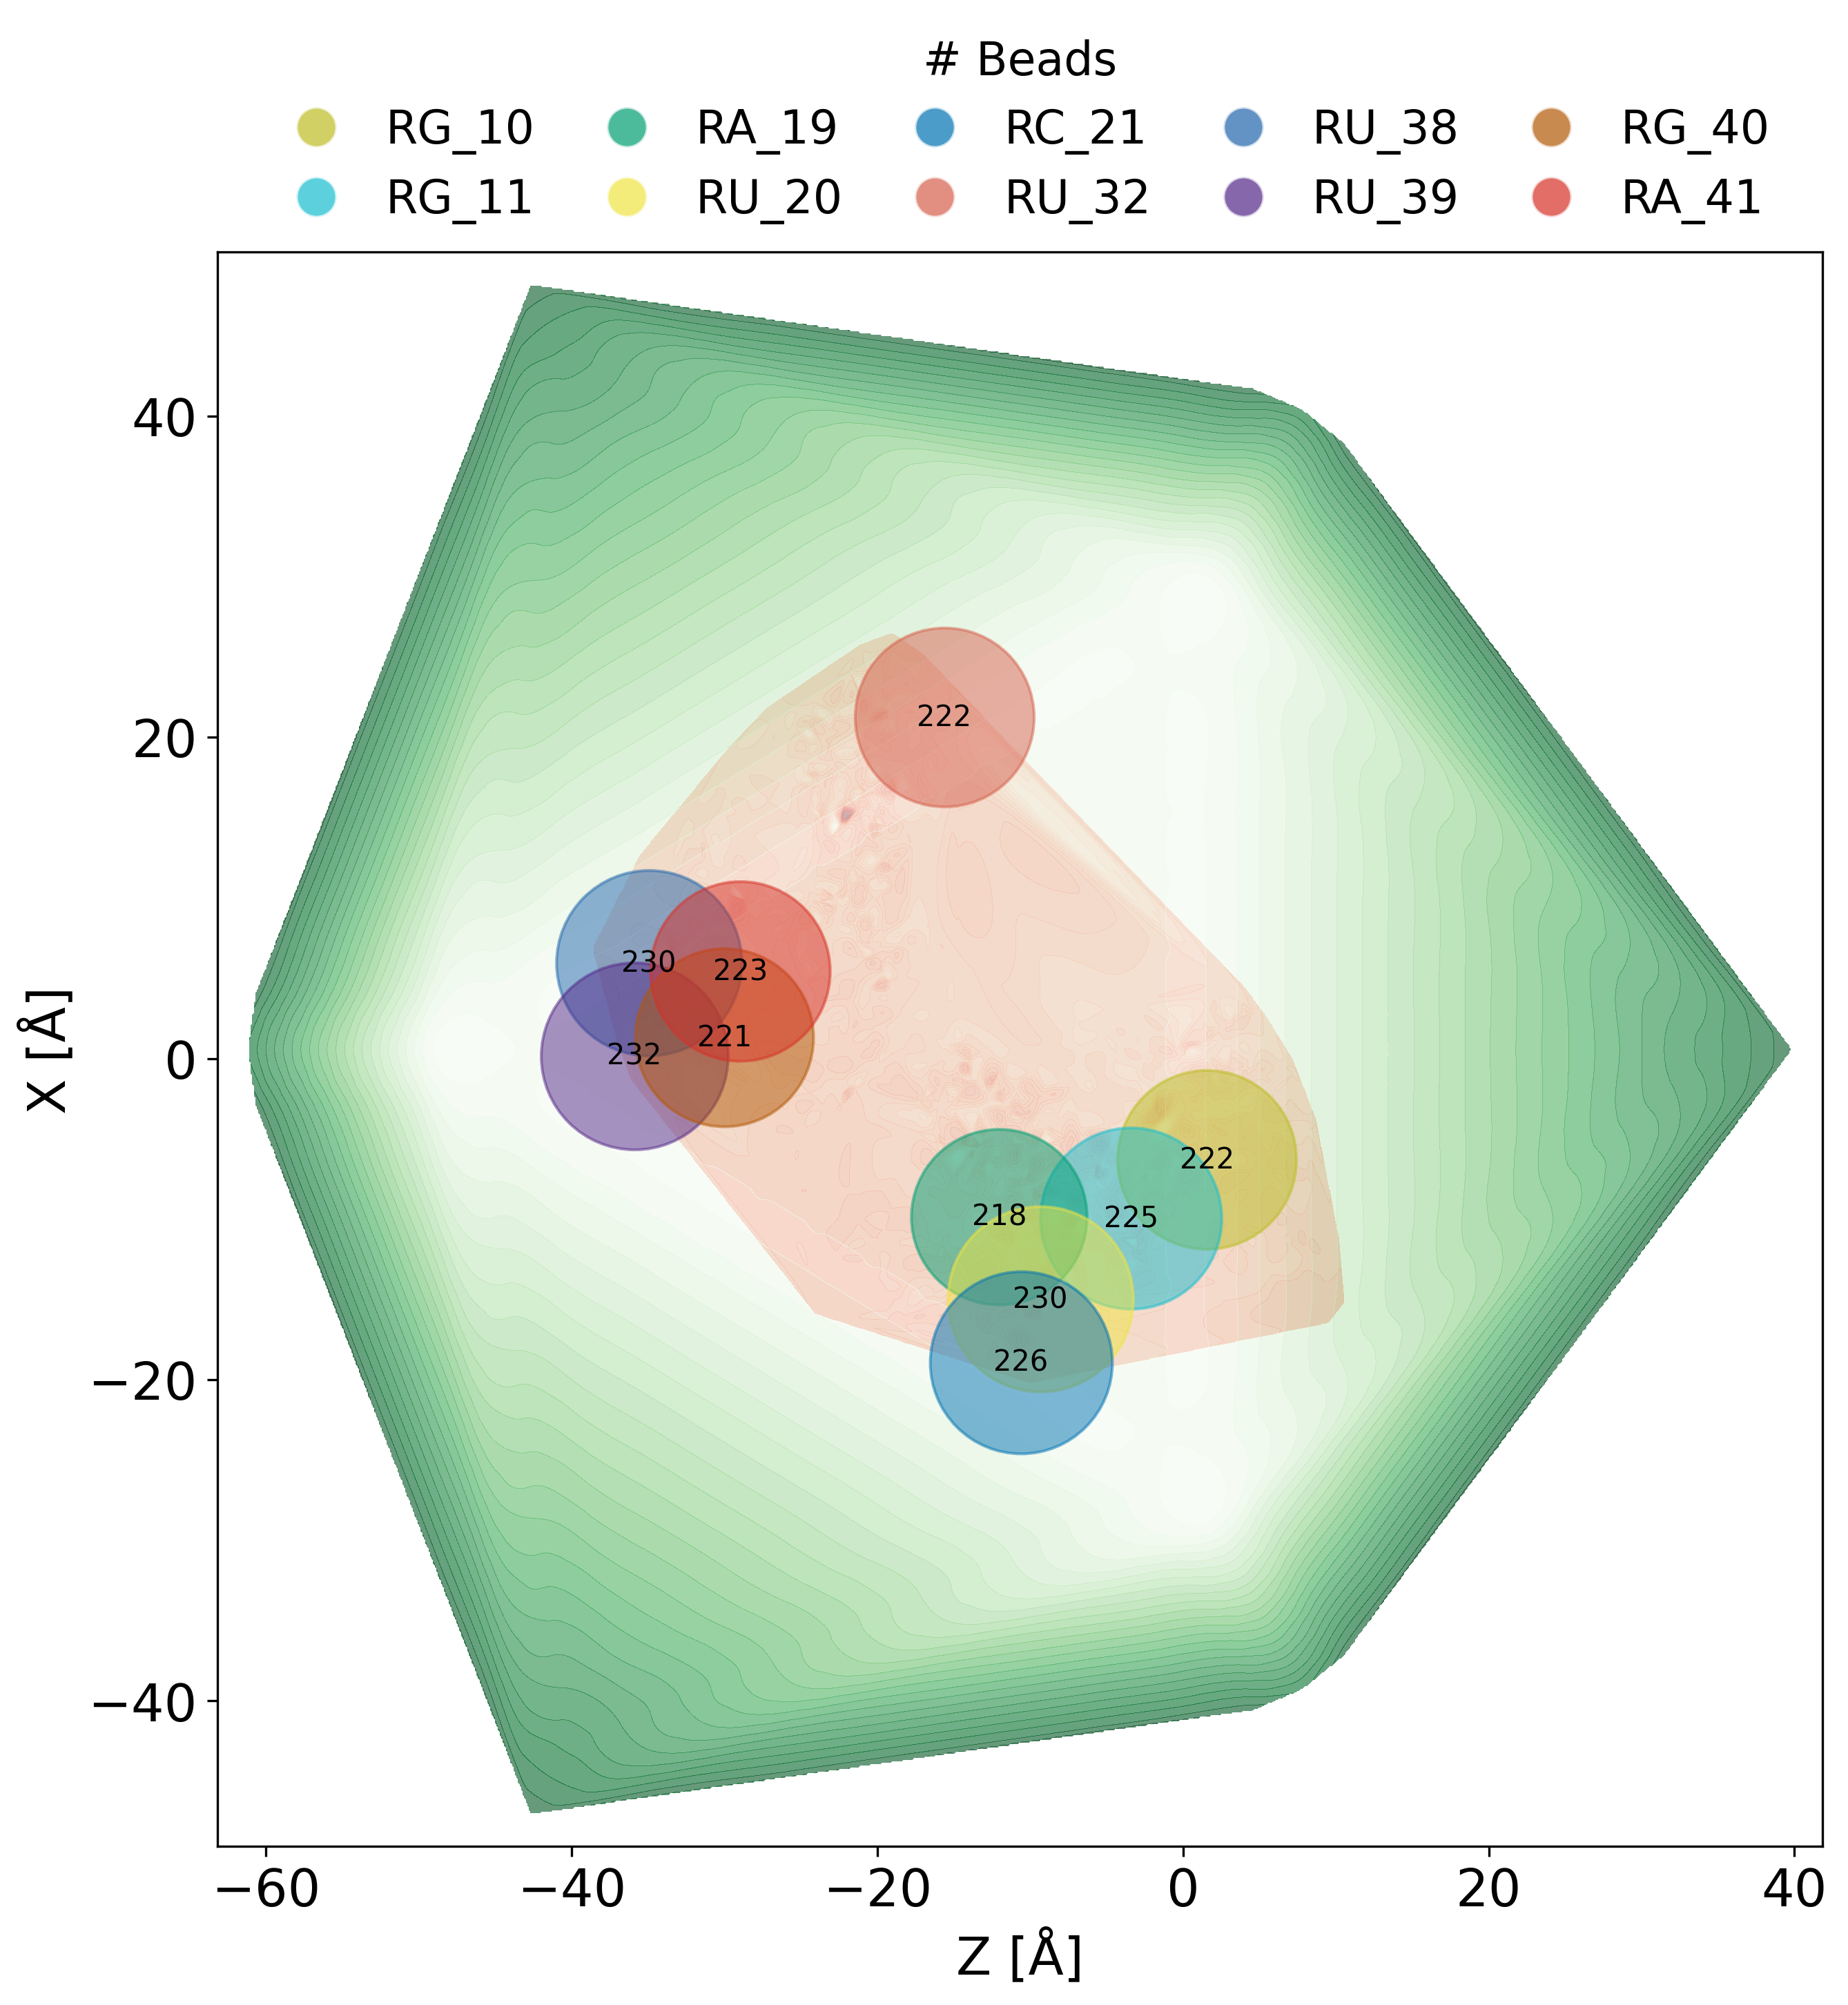 # Beads
RG_10 RA_19 RC_21 RU_38 RG_40
RG_11 RU_20 RU_32 RU_39 RA_41
40
20
0
−20
−40
X [Å]
222
230
223
221
232
222
218
225
230
226
−60 −40 −20 0 20 40
Z [Å]